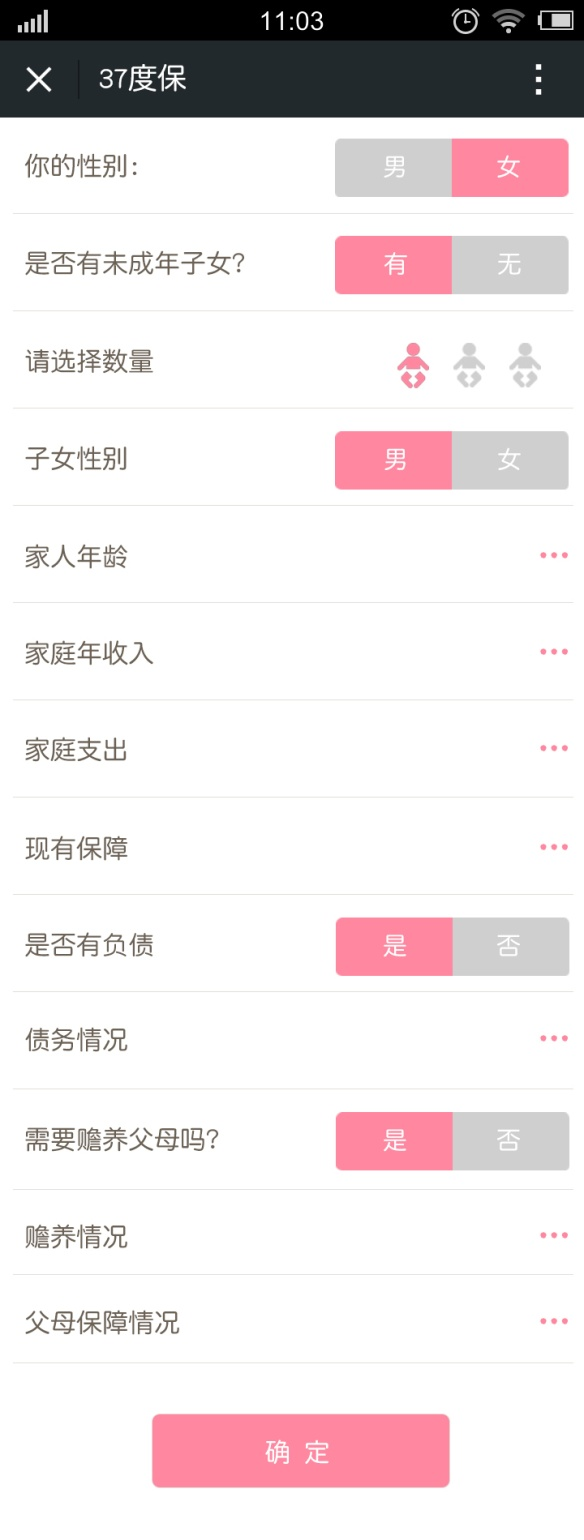 11:03
37度保
你的性别:
男 女
是否有未成年子女?
有 无
请选择数量
子女性别
男 女
家人年龄
家庭年收入
家庭支出
现有保障
是否有负债
是 否
债务情况
需要赡养父母吗?
是 否
赡养情况
父母保障情况
确 定